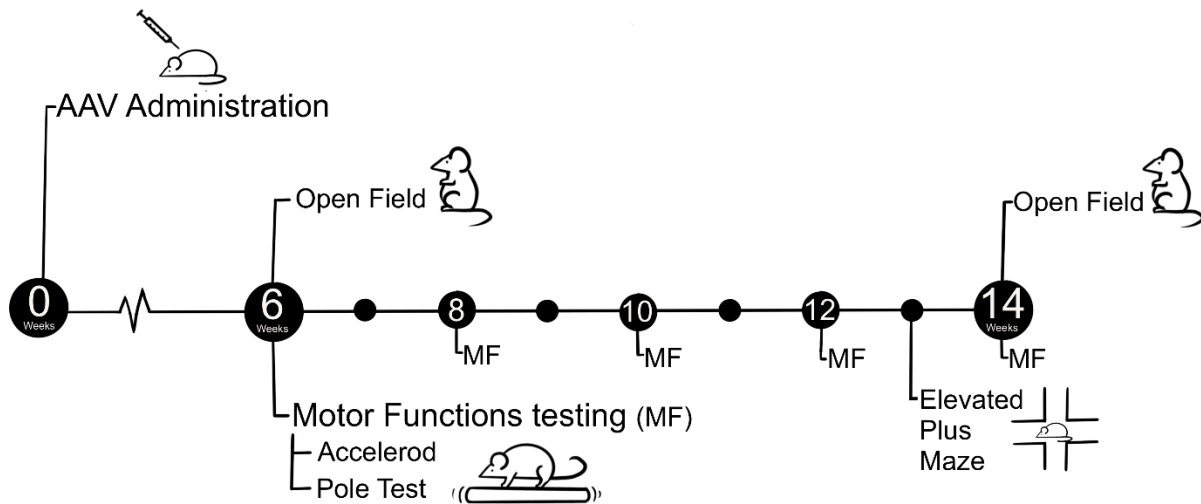 AAV Administration
Open Field
Open Field
0
Weeks
6
Weeks
8
10
12
14
Weeks
MF
MF
MF
MF
Motor Functions testing (MF)
Accelerod
Pole Test
Elevated
Plus
Maze